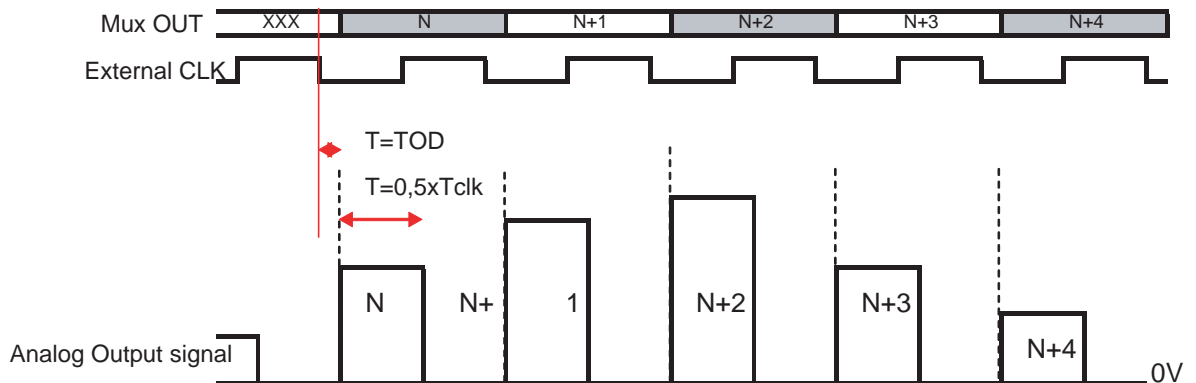 Mux OUT XXX N N+1 N+2 N+3 N+4
External CLK
T=TOD
T=0,5xTclk
N N+ 1 N+2 N+3
N+4
Analog Output signal
0V